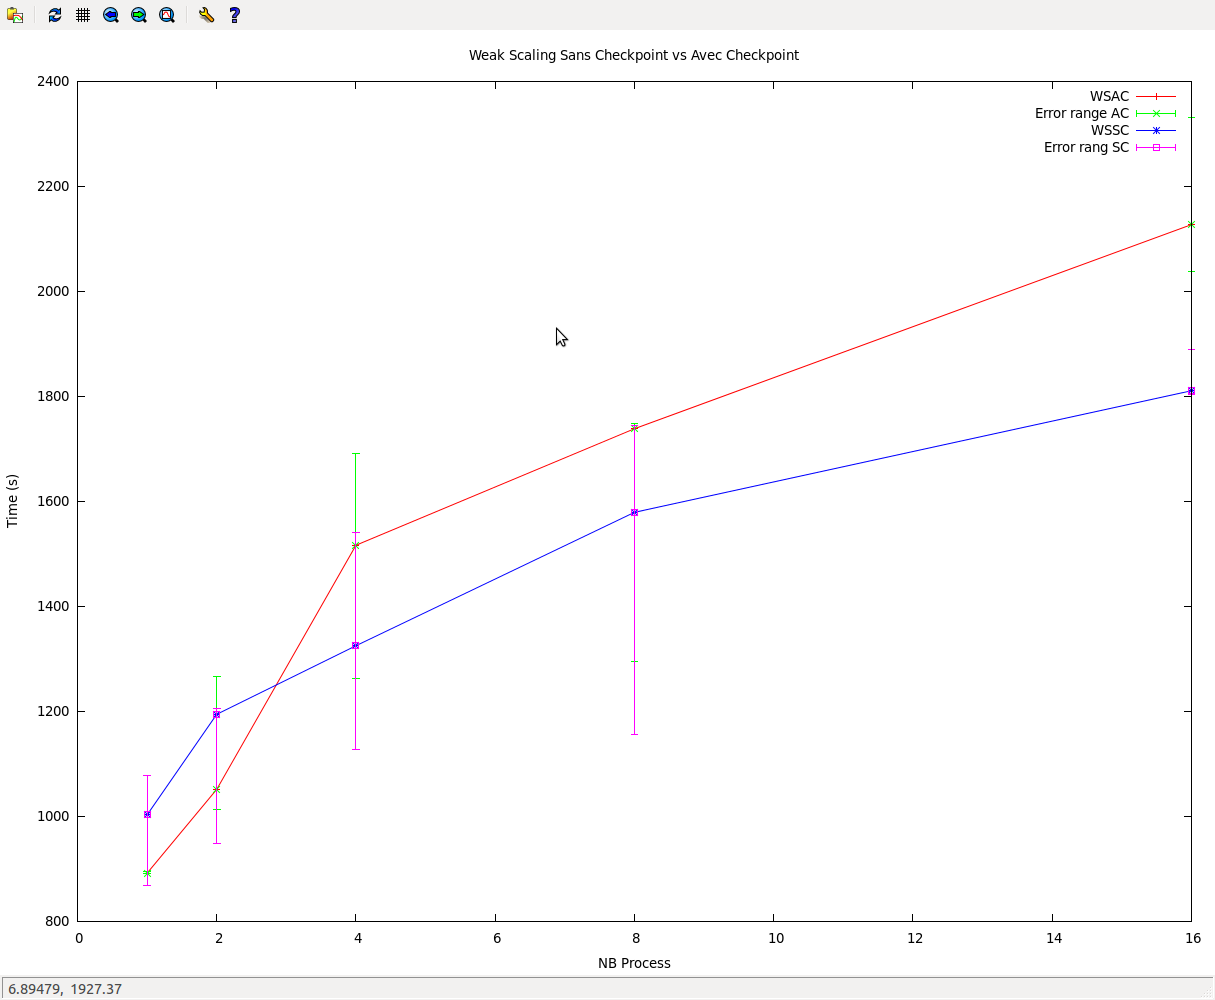 Weak Scaling Sans Checkpoint vs Avec Checkpoint
2400
2200
2000
1800
1600
1400
1200
1000
800
Time (s)
WSAC
Error range AC
WSSC
Error rang SC
0 2 4 6 8 10 12 14 16
NB Process
6.89479, 1927.37